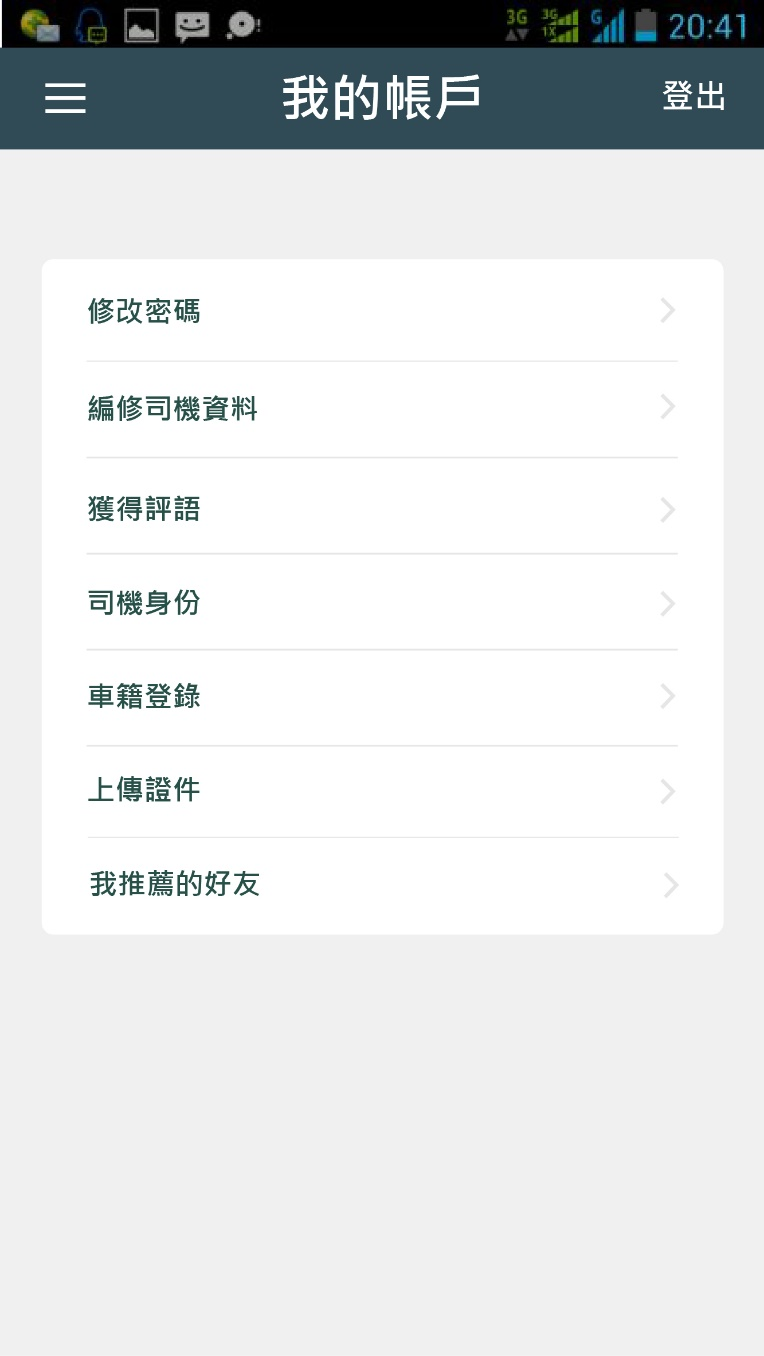 3G 3G 1X G 20:41
我的帳戶 登出
修改密碼
編修司機資料
獲得評語
司機身份
車籍登錄
上傳證件
我推薦的好友